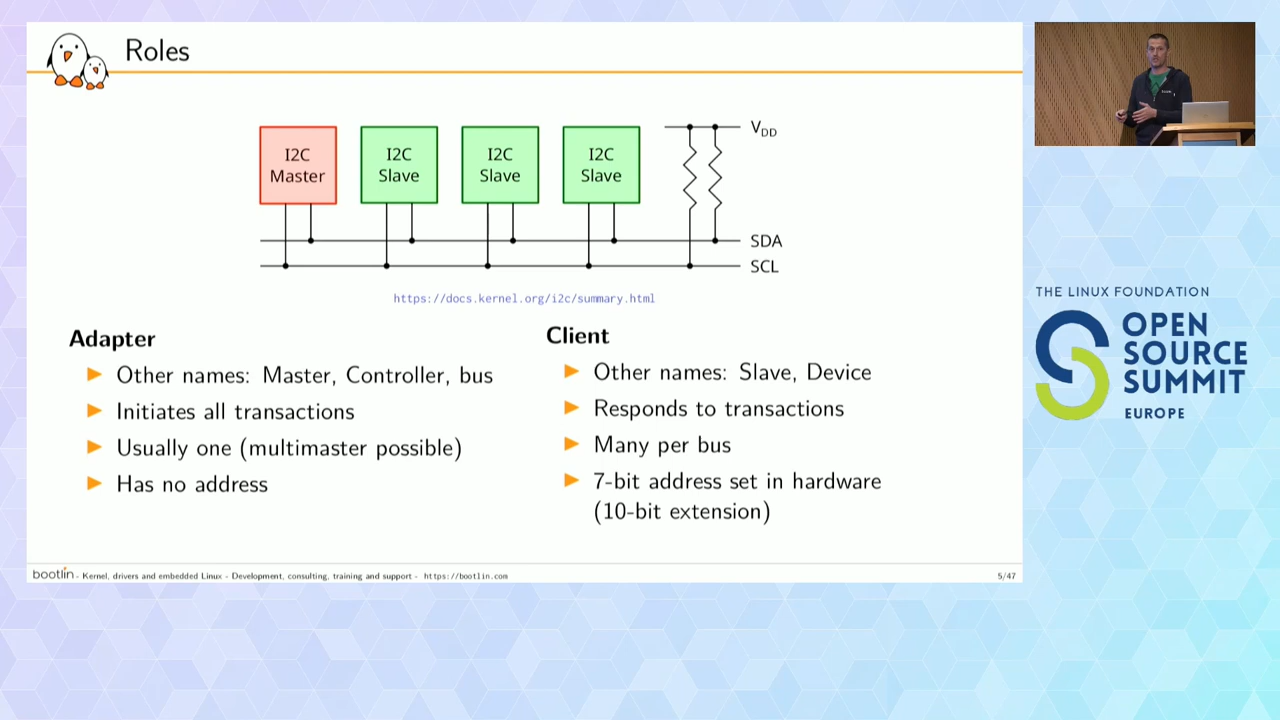 Roles
I2C
Master
I2C
Slave
I2C
Slave
I2C
Slave
VDD
SDA
SCL
https://docs.kernel.org/i2c/summary.html
Adapter
Other names: Master, Controller, bus
Initiates all transactions
Usually one (multimaster possible)
Has no address
Client
Other names: Slave, Device
Responds to transactions
Many per bus
7-bit address set in hardware
(10-bit extension)
bootlin - Kernel, drivers and embedded Linux - Development, consulting, training and support - https://bootlin.com
5/47
THE LINUX FOUNDATION
OPEN
SOURCE
SUMMIT
EUROPE